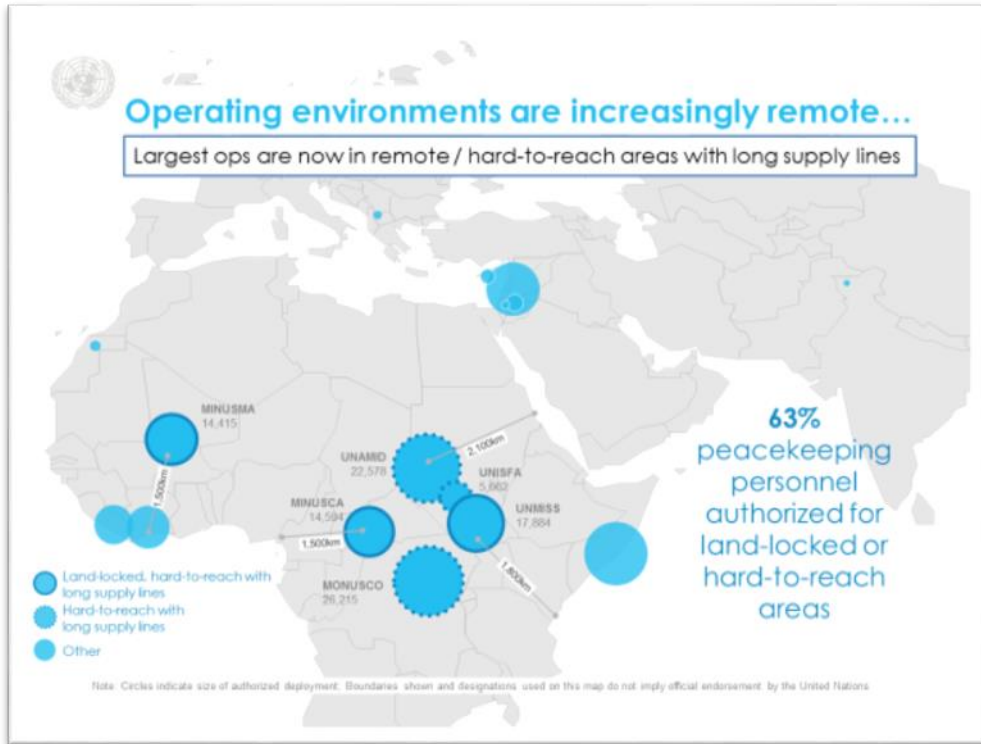 Operating environments are increasingly remote…
Largest ops are now in remote / hard-to-reach areas with long supply lines
MINUSMA
14,415
1,500km
UNAMID
22,578
2,100km
UNISFA
5,662
MINUSCA
14,594
1,500km
UNMISS
17,884
1,800km
MONUSCO
26,215
63%
peacekeeping
personnel
authorized for
land-locked or
hard-to-reach
areas
Land-locked, hard-to-reach with
long supply lines
Hard-to-reach with
long supply lines
Other
Note: Circles indicate size of authorized deployment; Boundaries shown and designations used on this map do not imply official endorsement by the United Nations